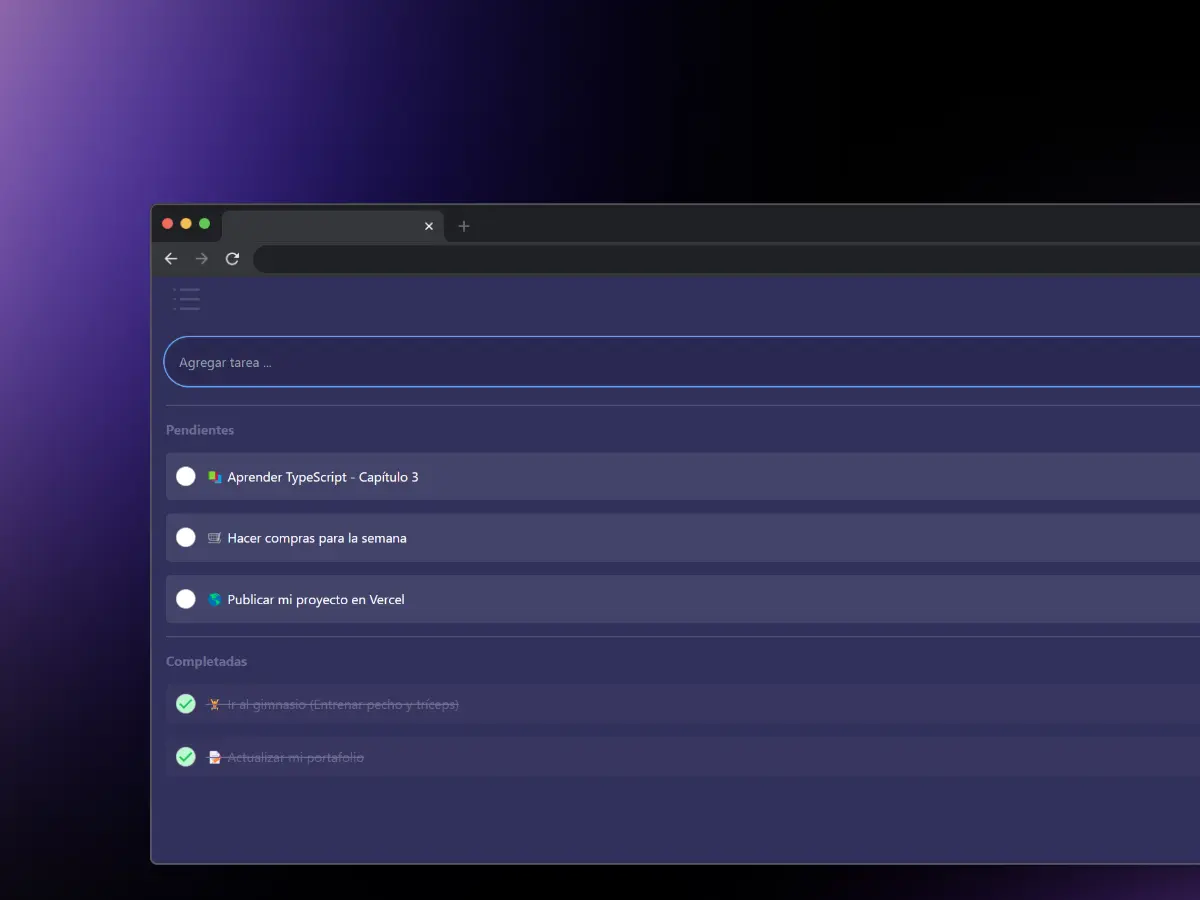 Agregar tarea ...
Pendientes
Aprender TypeScript - Capítulo 3
Hacer compras para la semana
Publicar mi proyecto en Vercel
Completadas
Ir al gimnasio (Entrenar pecho y tríceps)
Actualizar mi portafolio